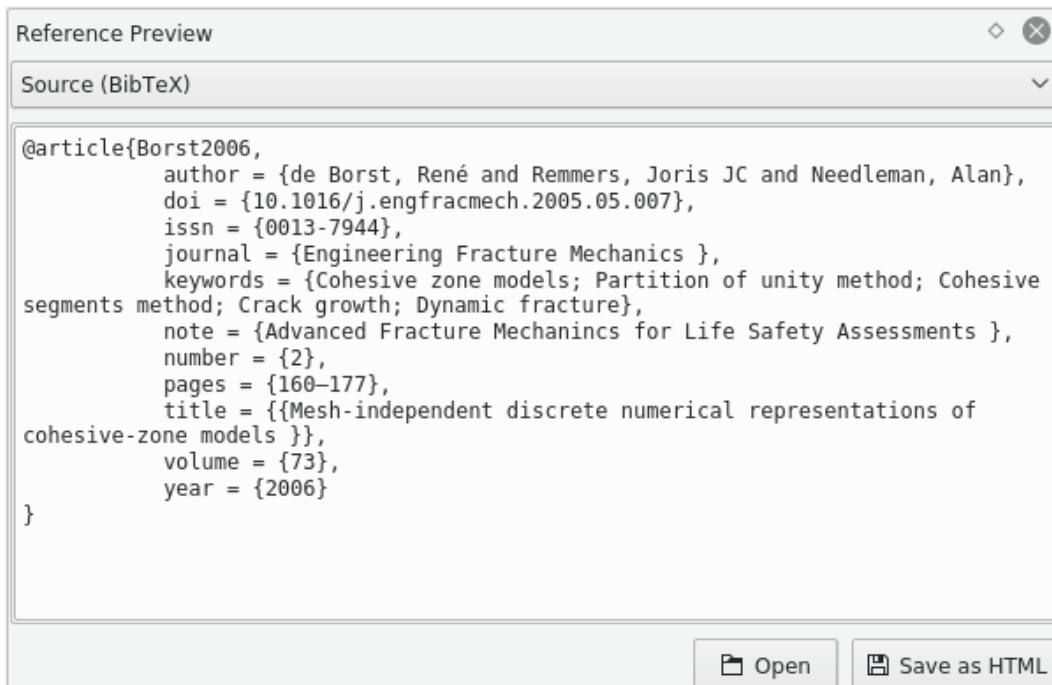 Reference Preview
Source (BibTeX)
@article{Borst2006,
author = {de Borst, René and Remmers, Joris JC and Needleman, Alan},
doi = {10.1016/j.engfracmech.2005.05.007},
issn = {0013-7944},
journal = {Engineering Fracture Mechanics },
keywords = {Cohesive zone models; Partition of unity method; Cohesive
segments method; Crack growth; Dynamic fracture},
note = {Advanced Fracture Mechanincs for Life Safety Assessments },
number = {2},
pages = {160–177},
title = {{Mesh-independent discrete numerical representations of
cohesive-zone models }},
volume = {73},
year = {2006}
}
Open
Save as HTML